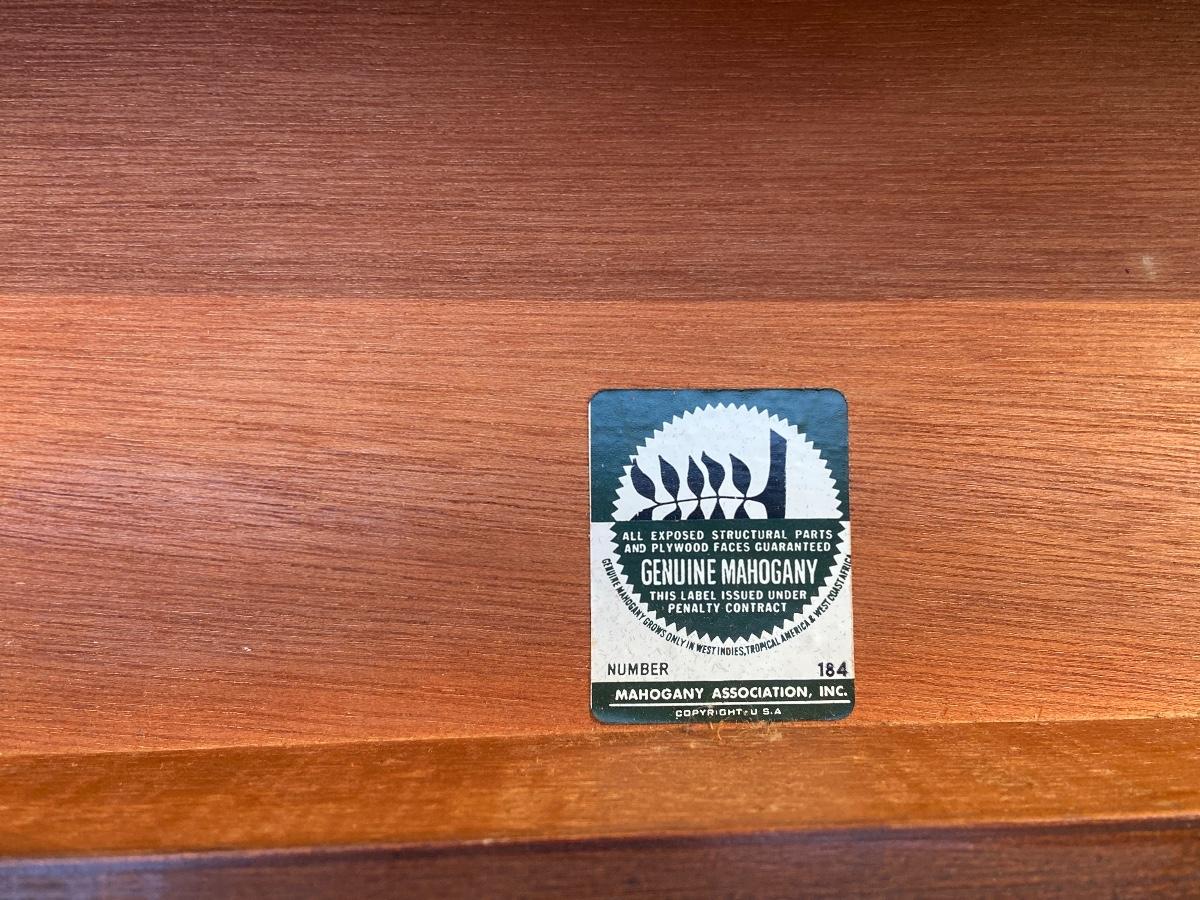 ALL EXPOSED STRUCTURAL PARTS
AND PLYWOOD FACES GUARANTEED
GENUINE MAHOGANY
THIS LABEL ISSUED UNDER
PENALTY CONTRACT
GENUINE MAHOGANY GROWS ONLY IN WEST INDIES, TROPICAL AMERICA & WEST COAST AFRICA
NUMBER 184
MAHOGANY ASSOCIATION, INC.
COPYRIGHT - U S.A